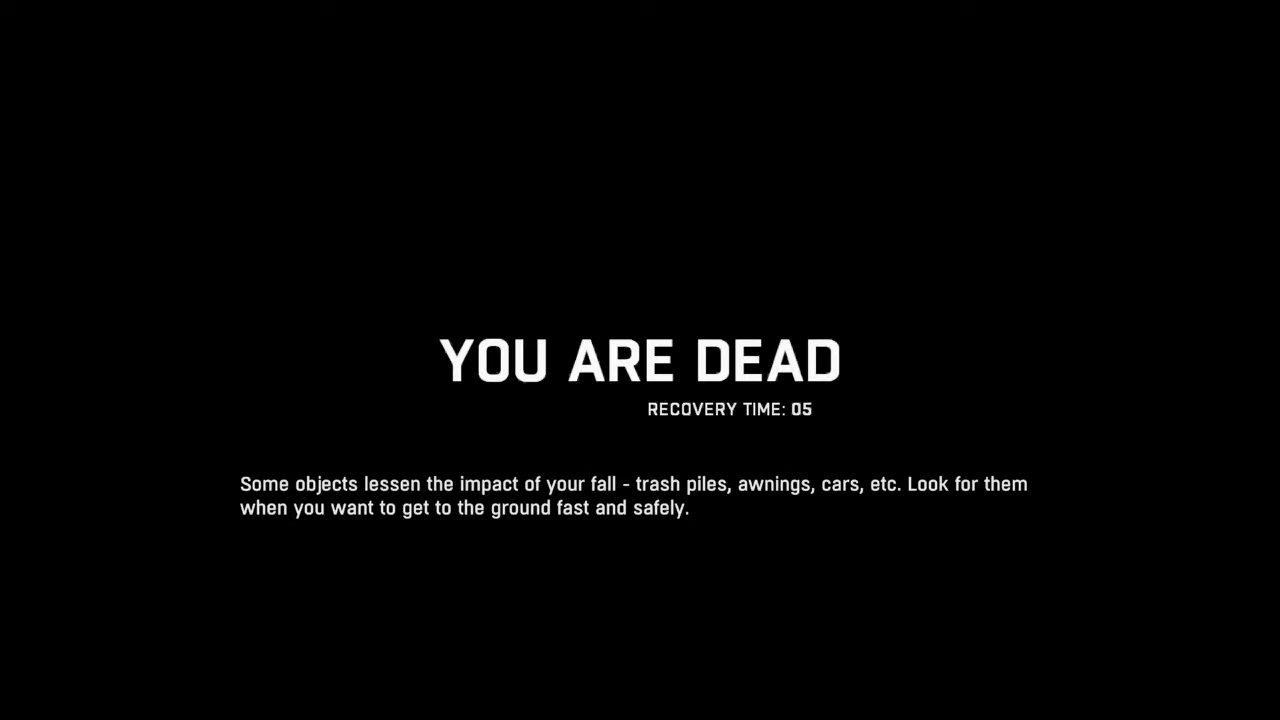 YOU ARE DEAD
RECOVERY TIME: 05
Some objects lessen the impact of your fall - trash piles, awnings, cars, etc. Look for them
when you want to get to the ground fast and safely.